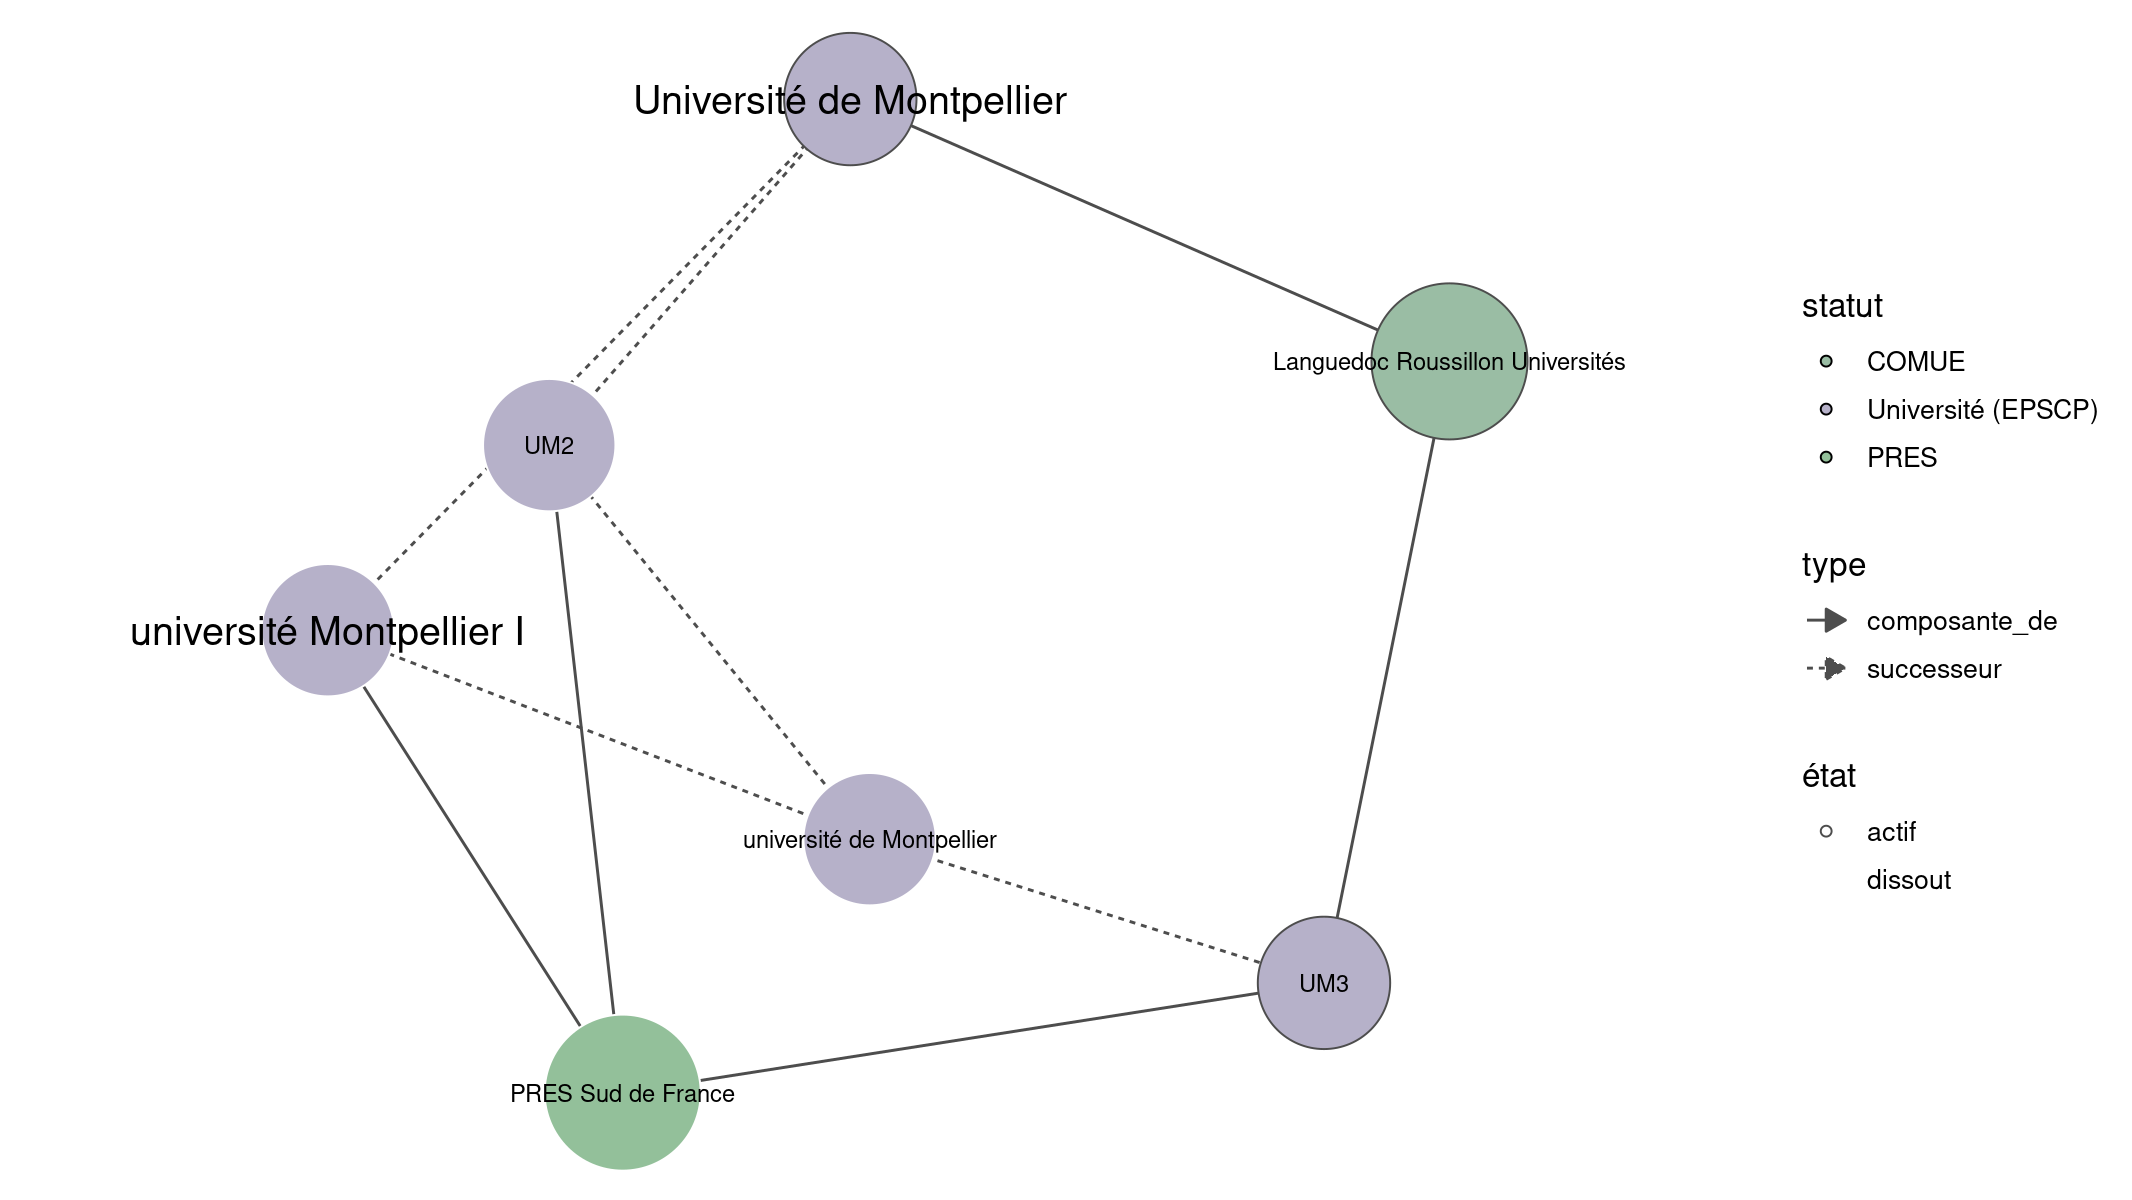 Université de Montpellier
Languedoc Roussillon Universités
UM2
université Montpellier I
université de Montpellier
UM3
PRES Sud de France
statut
COMUE
Université (EPSCP)
PRES
type
composante_de
successeur
état
actif
dissout